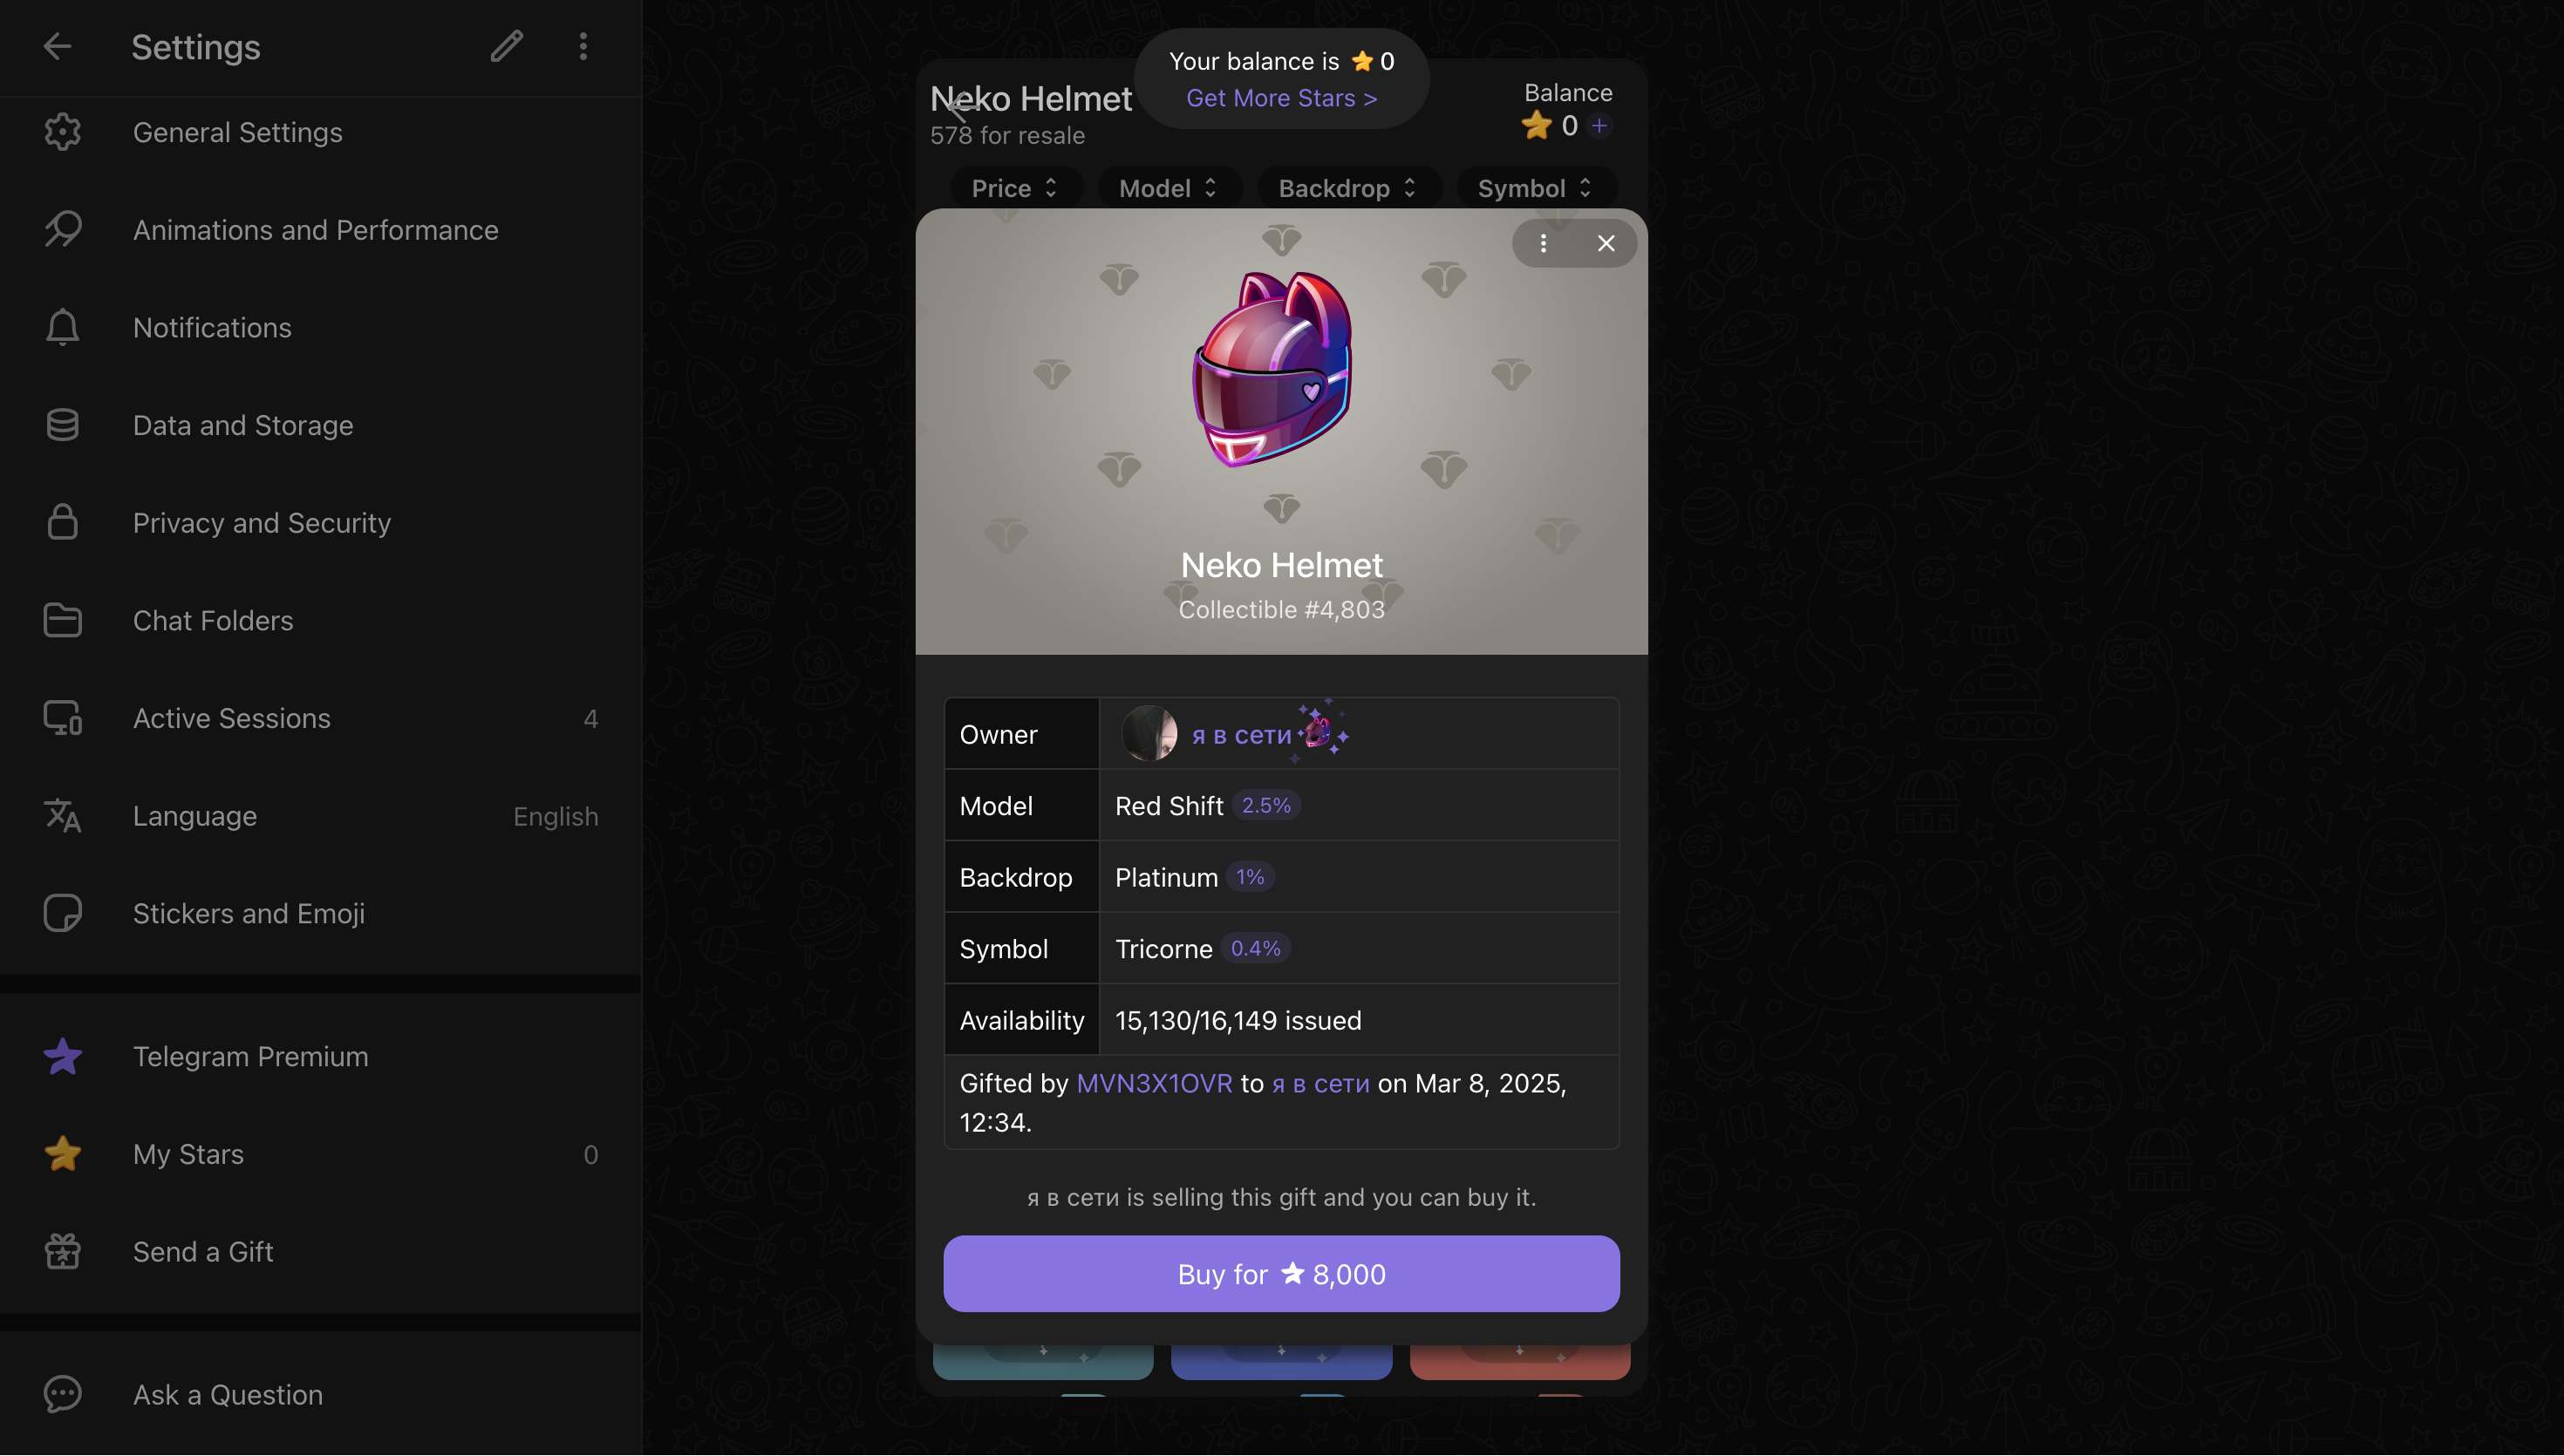 Settings
General Settings
Animations and Performance
Notifications
Data and Storage
Privacy and Security
Chat Folders
Active Sessions 4
Language English
Stickers and Emoji
Telegram Premium
My Stars 0
Send a Gift
Ask a Question
Your balance is 0
Get More Stars >
Neko Helmet
578 for resale
Balance
0 +
Price Model Backdrop Symbol
Neko Helmet
Collectible #4,803
Owner я в сети
Model Red Shift 2.5%
Backdrop Platinum 1%
Symbol Tricorne 0.4%
Availability 15,130/16,149 issued
Gifted by MVN3X1OVR to я в сети on Mar 8, 2025,
12:34.
я в сети is selling this gift and you can buy it.
Buy for 8,000